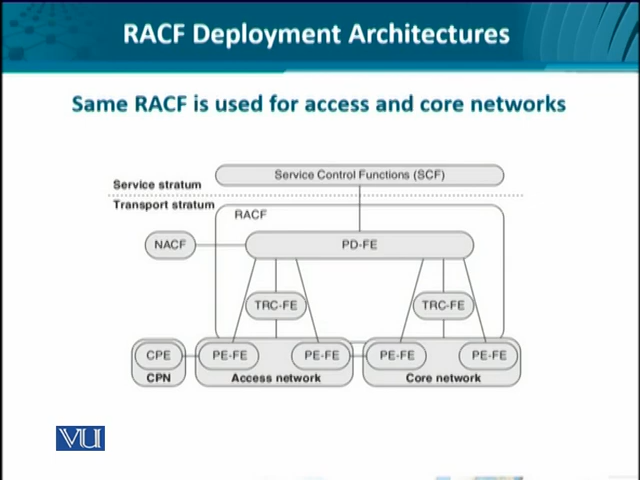 RACF Deployment Architectures
Same RACF is used for access and core networks
Service Control Functions (SCF)
Service stratum
Transport stratum
RACF
NACF
PD-FE
TRC-FE
TRC-FE
CPE
PE-FE
PE-FE
PE-FE
PE-FE
CPN
Access network
Core network
VU